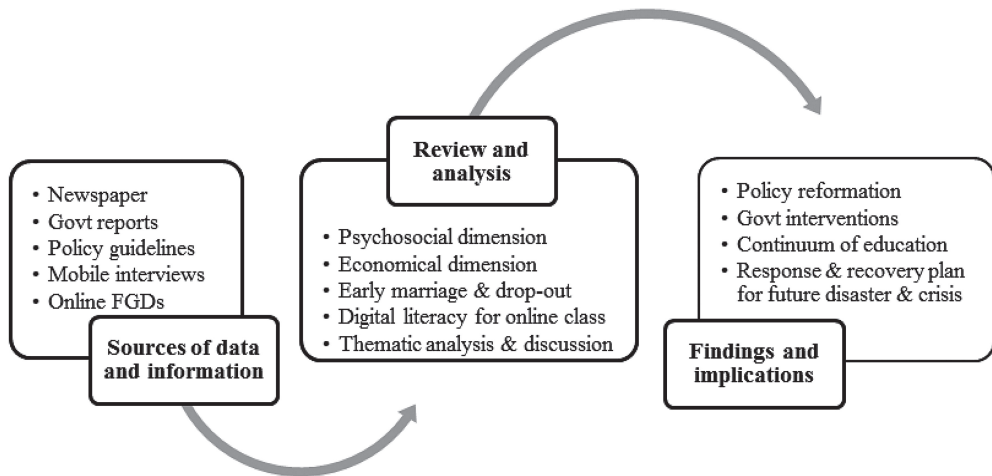 • Newspaper
• Govt reports
• Policy guidelines
• Mobile interviews
• Online FGDs
Sources of data
and information
Review and
analysis
• Psychosocial dimension
• Economical dimension
• Early marriage & drop-out
• Digital literacy for online class
• Thematic analysis & discussion
• Policy reformation
• Govt interventions
• Continuum of education
• Response & recovery plan
for future disaster & crisis
Findings and
implications